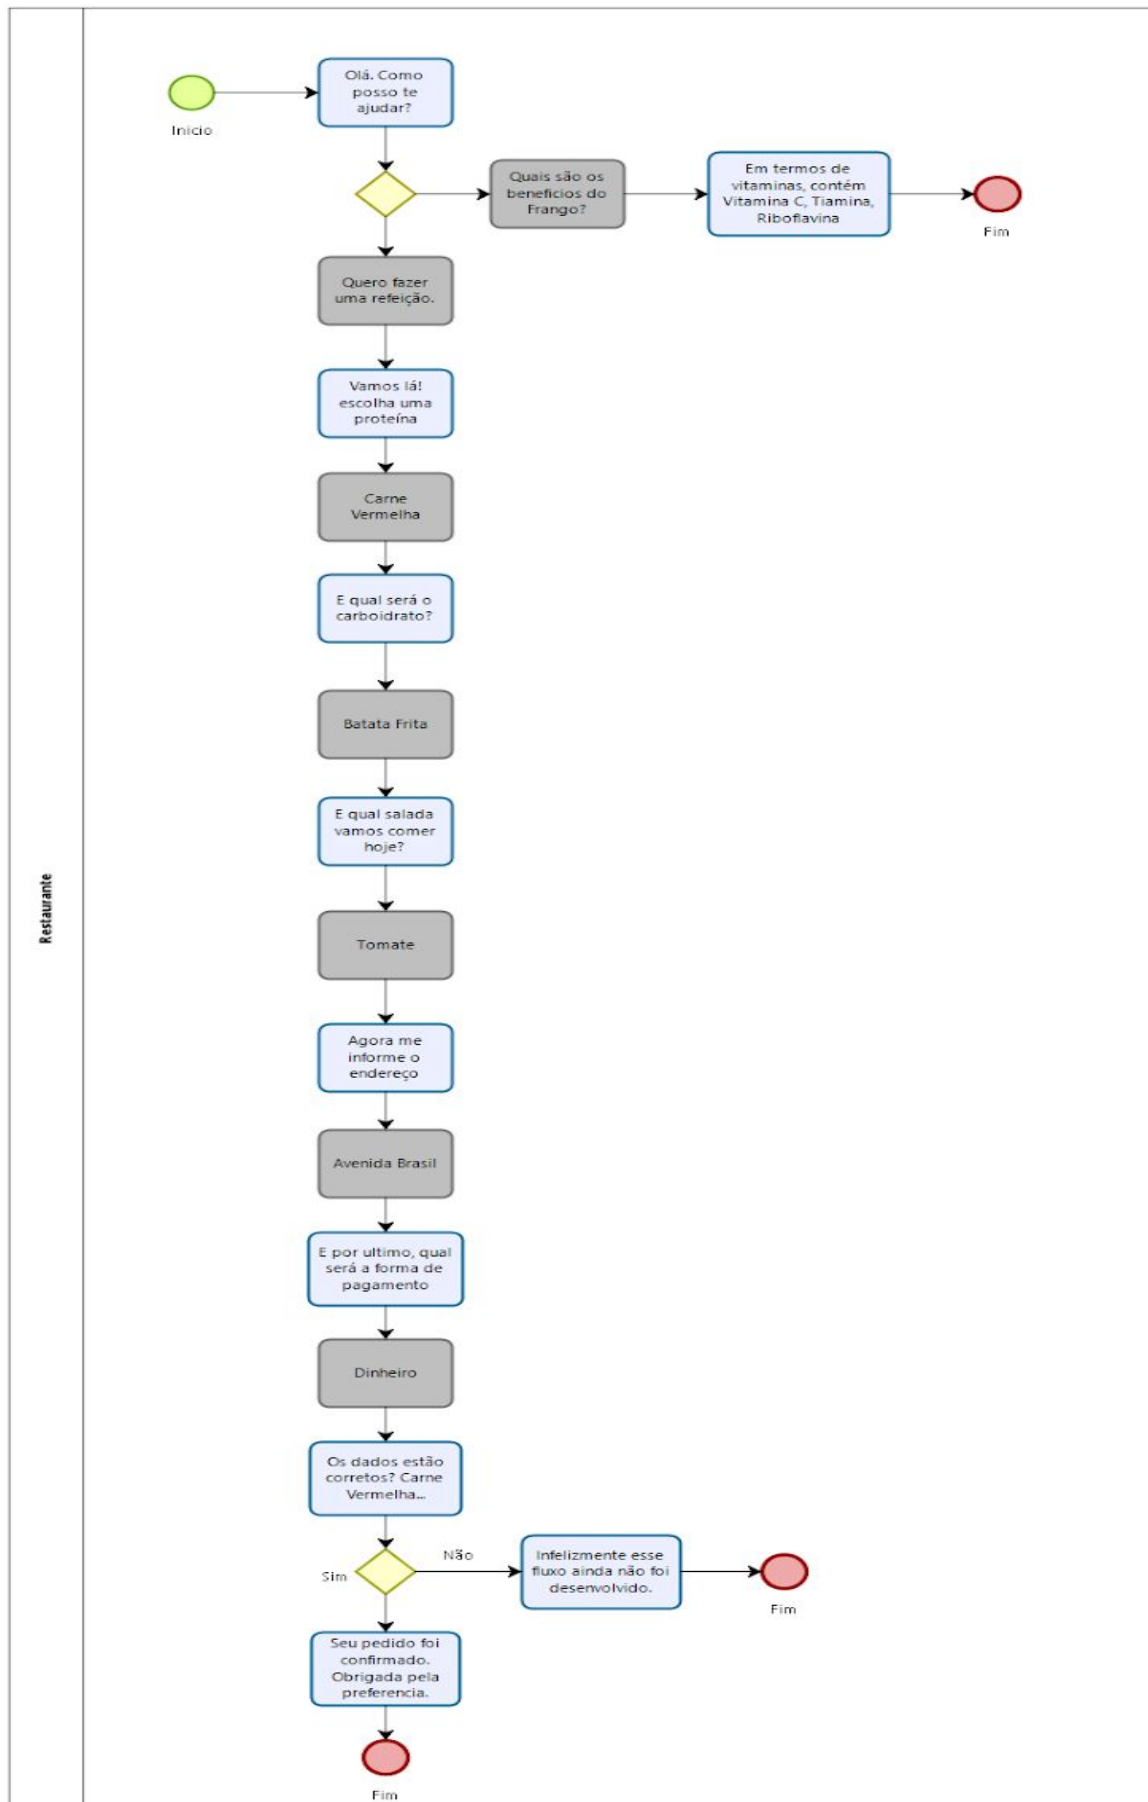 Restaurante
Inicio
Olá. Como
posso te
ajudar?
Quais são os
beneficios do
Frango?
Em termos de
vitaminas, contém
Vitamina C, Tiamina,
Riboflavina
Fim
Quero fazer
uma refeição.
Vamos lá!
escolha uma
proteína
Carne
Vermelha
E qual será o
carboidrato?
Batata Frita
E qual salada
vamos comer
hoje?
Tomate
Agora me
informe o
endereço
Avenida Brasil
E por ultimo, qual
será a forma de
pagamento
Dinheiro
Os dados estão
corretos? Carne
Vermelha...
Sim
Não
Infelizmente esse
fluxo ainda não foi
desenvolvido.
Fim
Seu pedido foi
confirmado.
Obrigada pela
preferencia.
Fim